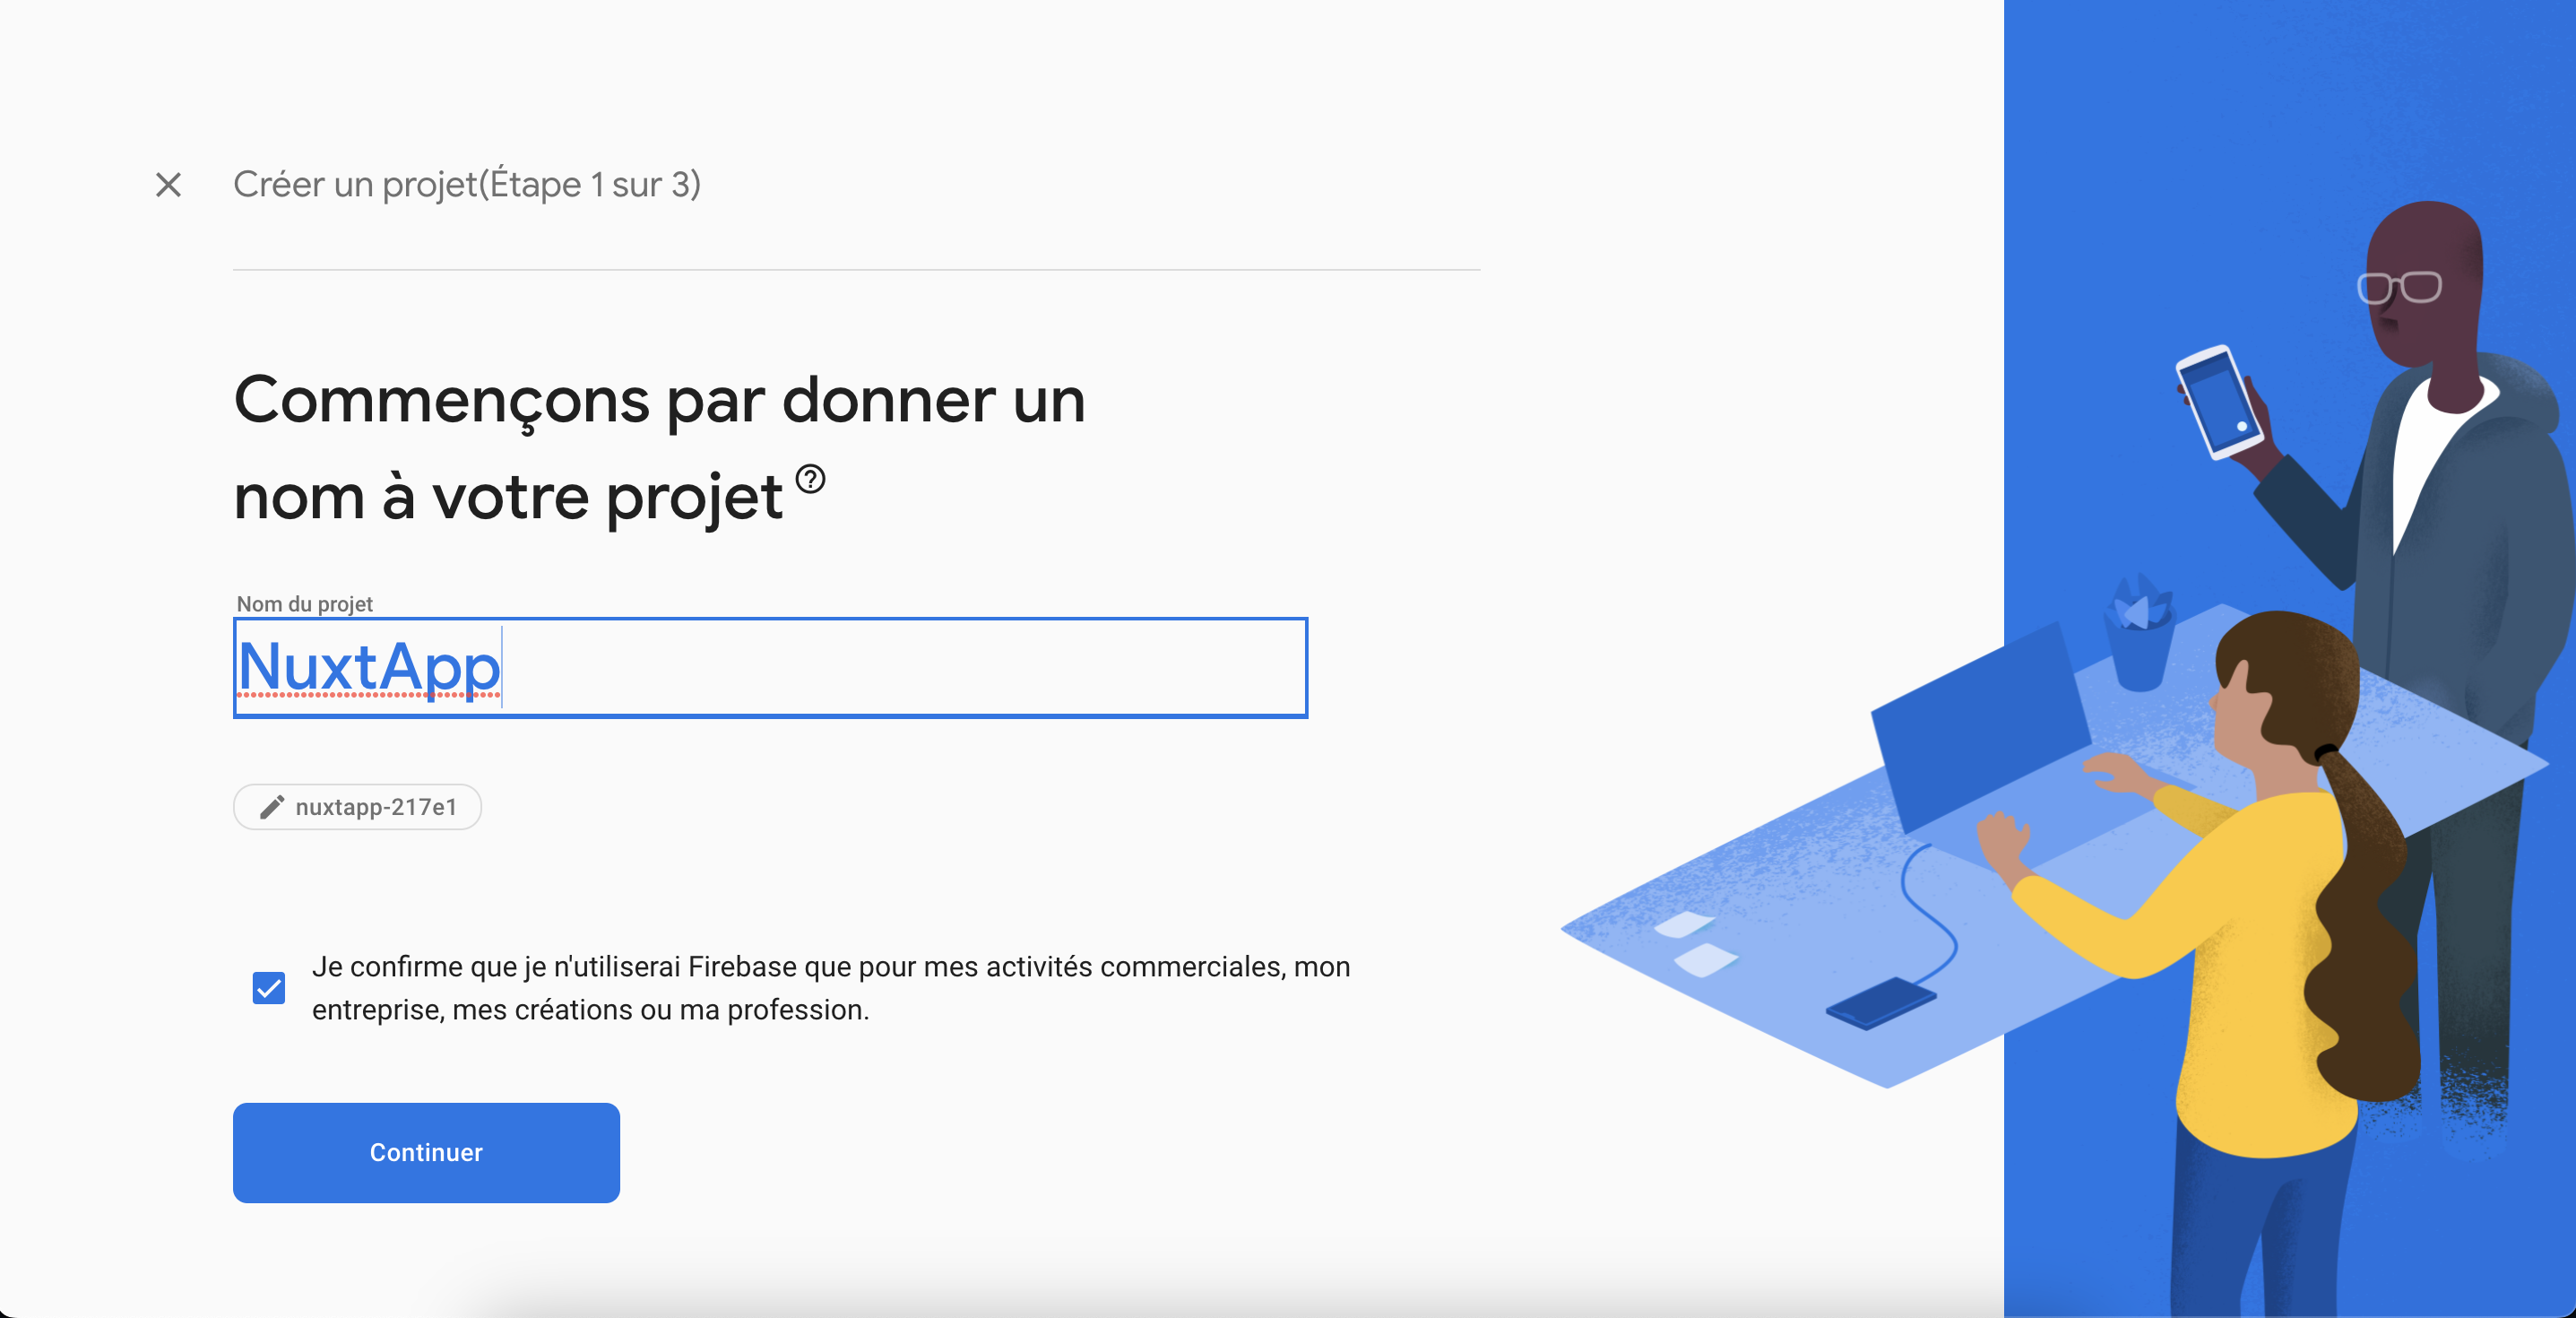 Créer un projet(Étape 1 sur 3)
Commençons par donner un
nom à votre projet
Nom du projet
NuxtApp
nuxtapp-217e1
Je confirme que je n'utiliserai Firebase que pour mes activités commerciales, mon
entreprise, mes créations ou ma profession.
Continuer